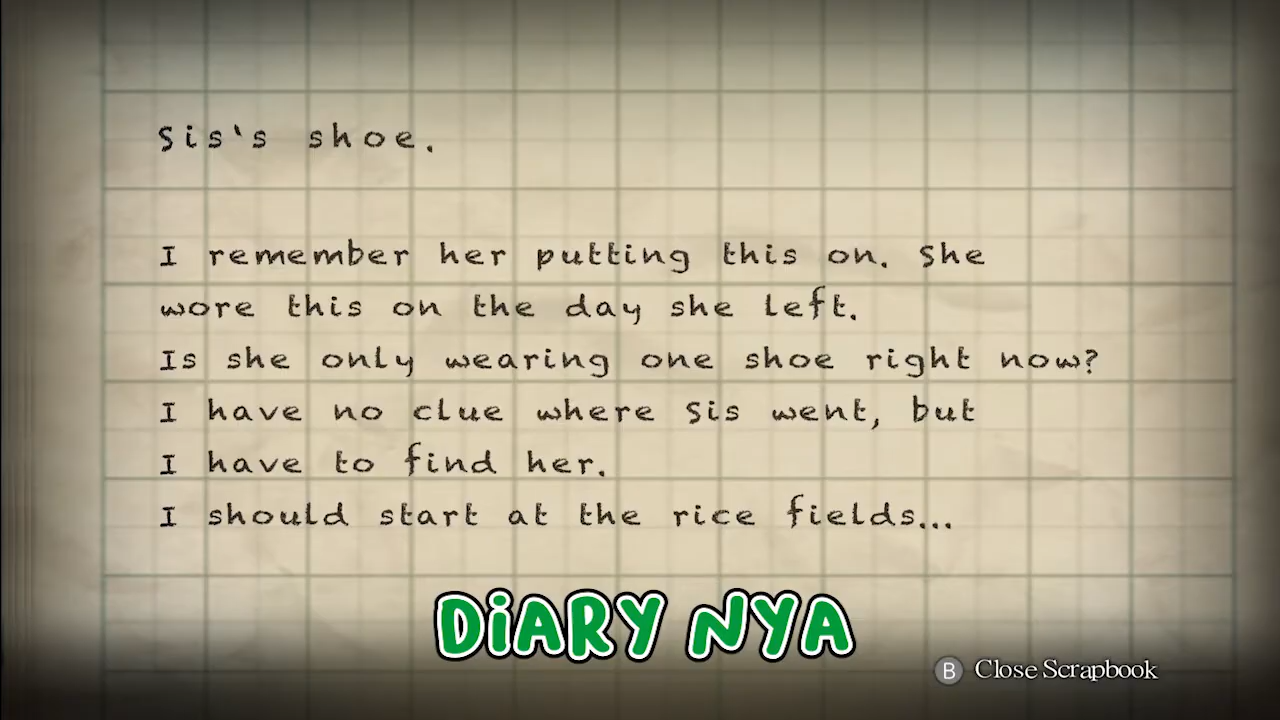 Sis's shoe.
I remember her putting this on. She
wore this on the day she left.
Is she only wearing one shoe right now?
I have no clue where Sis went, but
I have to find her.
I should start at the rice fields...
DiARY NYA
B Close Scrapbook